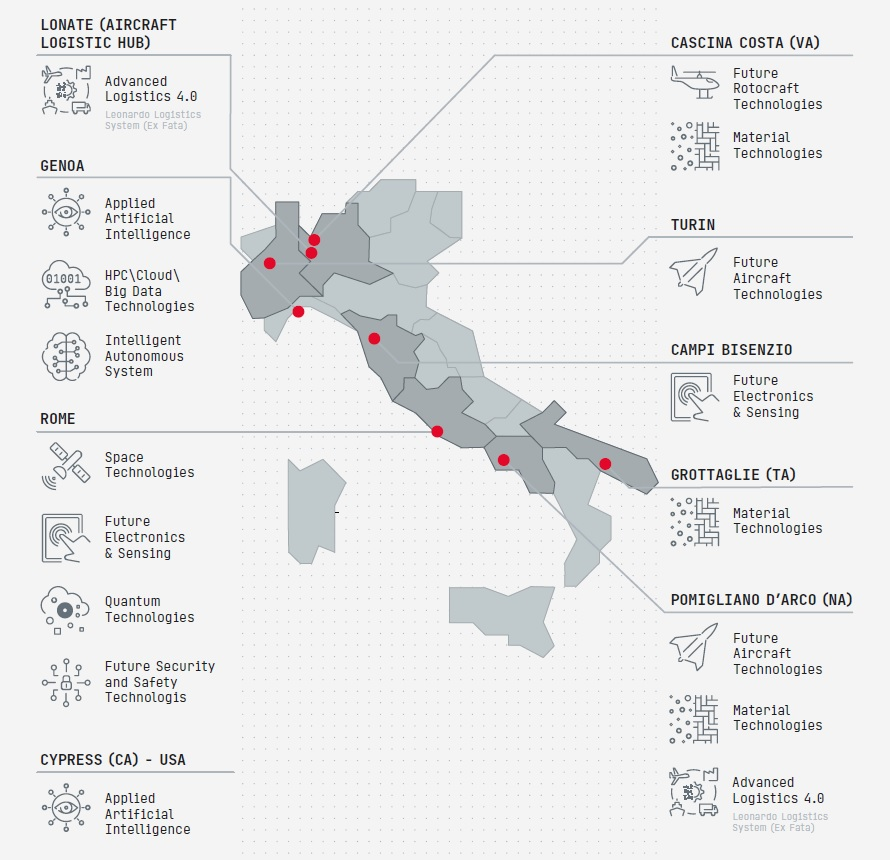 LONATE (AIRCRAFT
LOGISTIC HUB)
Advanced
Logistics 4.0
Leonardo Logistics
System (Ex Fata)
GENOA
Applied
Artificial
Intelligence
01001
HPC\Cloud\
Big Data
Technologies
Intelligent
Autonomous
System
ROME
Space
Technologies
Future
Electronics
& Sensing
Quantum
Technologies
Future Security
and Safety
Technologis
CYPRESS (CA) - USA
Applied
Artificial
Intelligence
CASCINA COSTA (VA)
Future
Rotocraft
Technologies
Material
Technologies
TURIN
Future
Aircraft
Technologies
CAMPI BISENZIO
Future
Electronics
& Sensing
GROTTAGLIE (TA)
Material
Technologies
POMIGLIANO D'ARCO (NA)
Future
Aircraft
Technologies
Material
Technologies
Advanced
Logistics 4.0
Leonardo Logistics
System (Ex Fata)